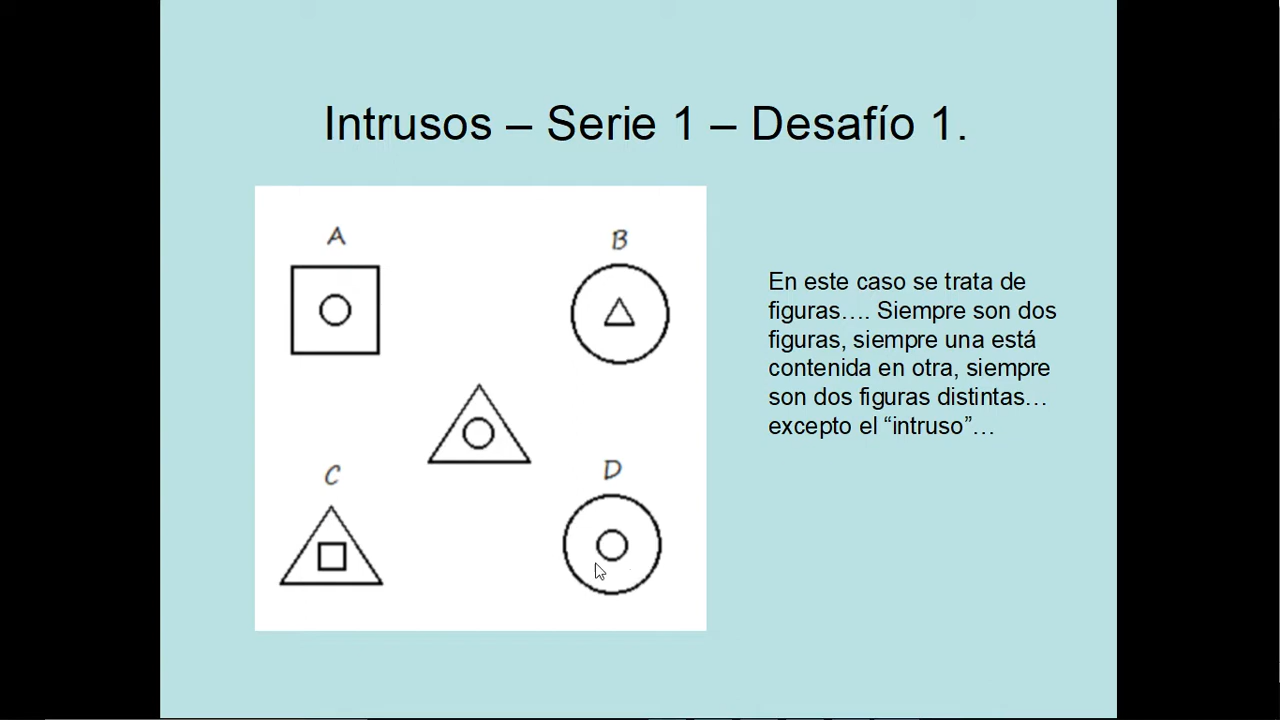 Intrusos – Serie 1 – Desafío 1.
A
B
C
D
En este caso se trata de
figuras…. Siempre son dos
figuras, siempre una está
contenida en otra, siempre
son dos figuras distintas…
excepto el “intruso”…